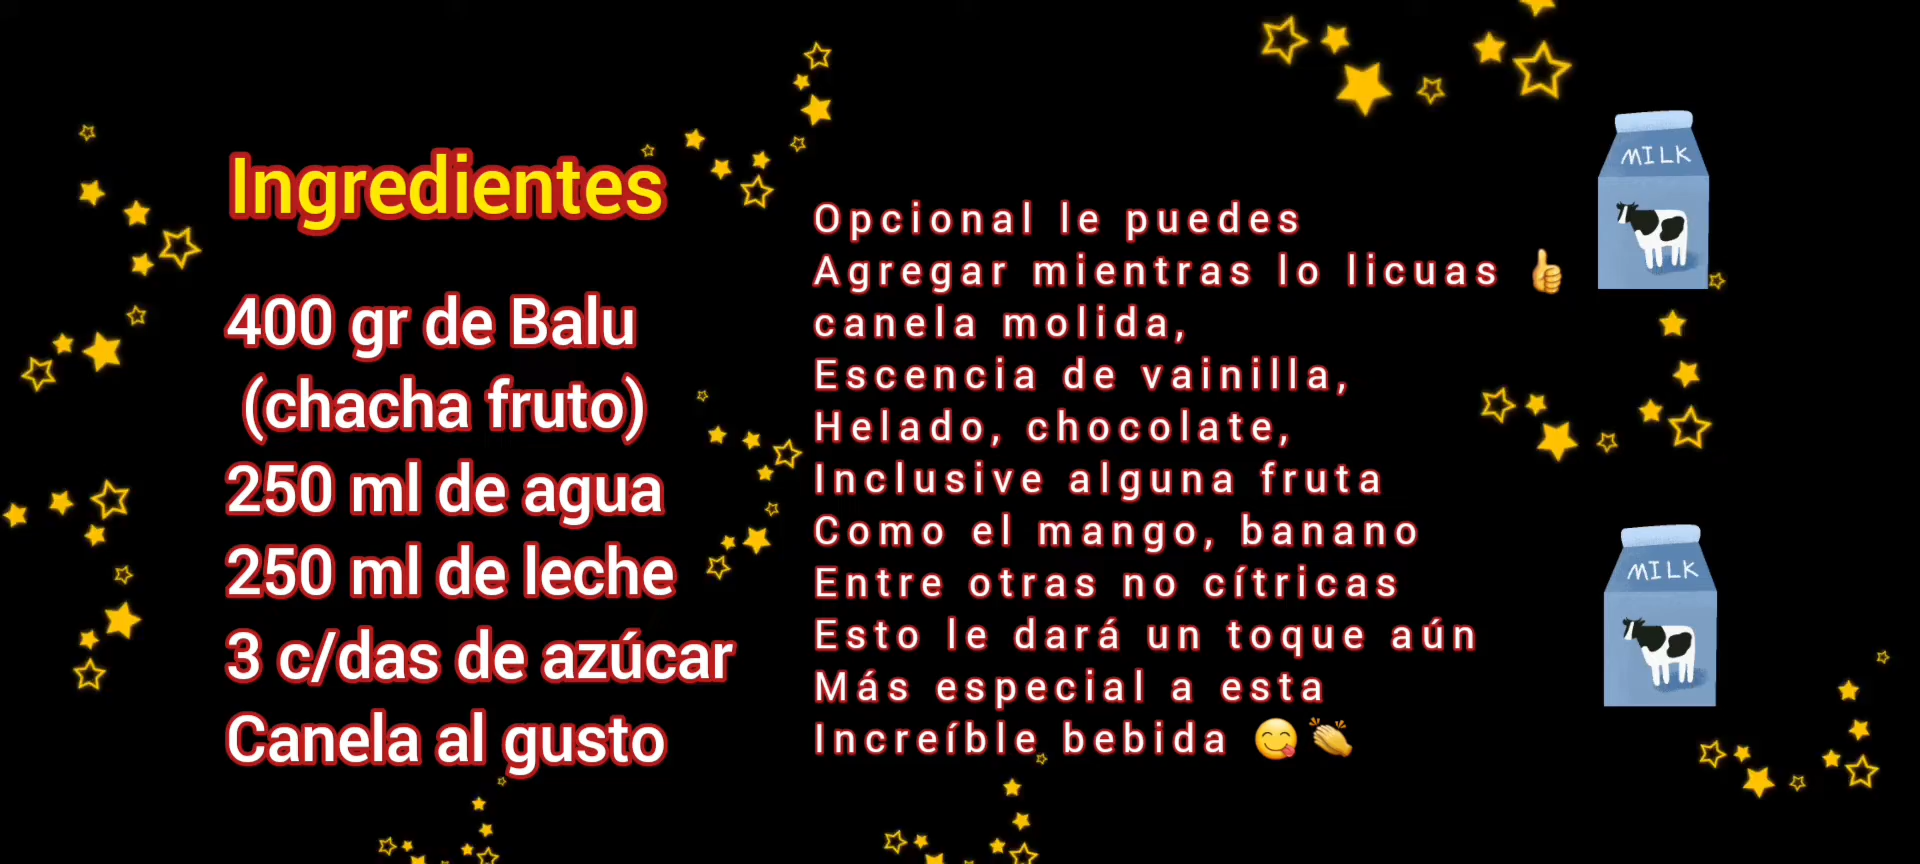 Ingredientes
400 gr de Balu
(chacha fruto)
250 ml de agua
250 ml de leche
3 c/das de azúcar
Canela al gusto
Opcional le puedes
Agregar mientras lo licuas 👍
canela molida,
Escencia de vainilla,
Helado, chocolate,
Inclusive alguna fruta
Como el mango, banano
Entre otras no cítricas
Esto le dará un toque aún
Más especial a esta
Increíble bebida 😋👏
MILK
MILK